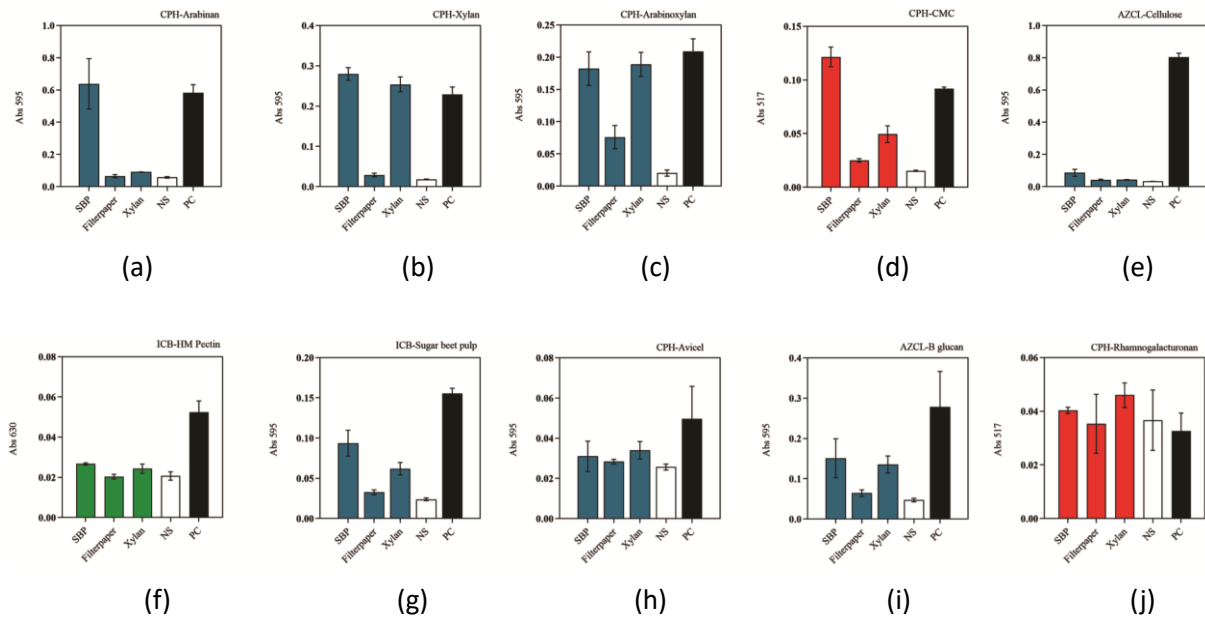 CPH-Arabinan
1.0
0.8
0.6
0.4
0.2
0.0
Abs 595
SBP
Filterpaper
Xylan
NS
PC
(a)
CPH-Xylan
0.4
0.3
0.2
0.1
0.0
Abs 595
SBP
Filterpaper
Xylan
NS
PC
(b)
CPH-Arabinoxylan
0.25
0.20
0.15
0.10
0.05
0.00
Abs 595
SBP
Filterpaper
Xylan
NS
PC
(c)
CPH-CMC
0.15
0.10
0.05
0.00
Abs 517
SBP
Filterpaper
Xylan
NS
PC
(d)
AZCL-Cellulose
1.0
0.8
0.6
0.4
0.2
0.0
Abs 595
SBP
Filterpaper
Xylan
NS
PC
(e)
ICB-HM Pectin
0.08
0.06
0.04
0.02
0.00
Abs 630
SBP
Filterpaper
Xylan
NS
PC
(f)
ICB-Sugar beet pulp
0.20
0.15
0.10
0.05
0.00
Abs 595
SBP
Filterpaper
Xylan
NS
PC
(g)
CPH-Avicel
0.08
0.06
0.04
0.02
0.00
Abs 595
SBP
Filterpaper
Xylan
NS
PC
(h)
AZCL-B glucan
0.4
0.3
0.2
0.1
0.0
Abs 595
SBP
Filterpaper
Xylan
NS
PC
(i)
CPH-Rhamnogalacturonan
0.06
0.04
0.02
0.00
Abs 517
SBP
Filterpaper
Xylan
NS
PC
(j)